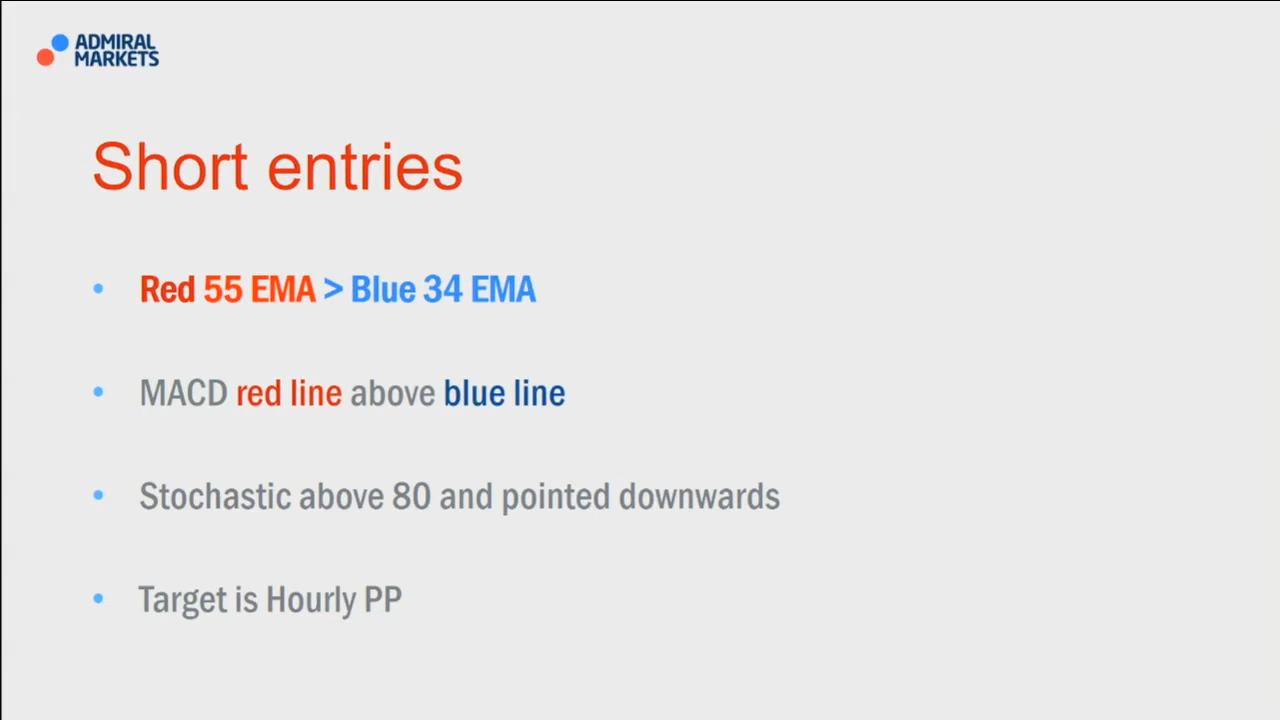 ADMIRAL
MARKETS
Short entries
• Red 55 EMA > Blue 34 EMA
• MACD red line above blue line
• Stochastic above 80 and pointed downwards
• Target is Hourly PP